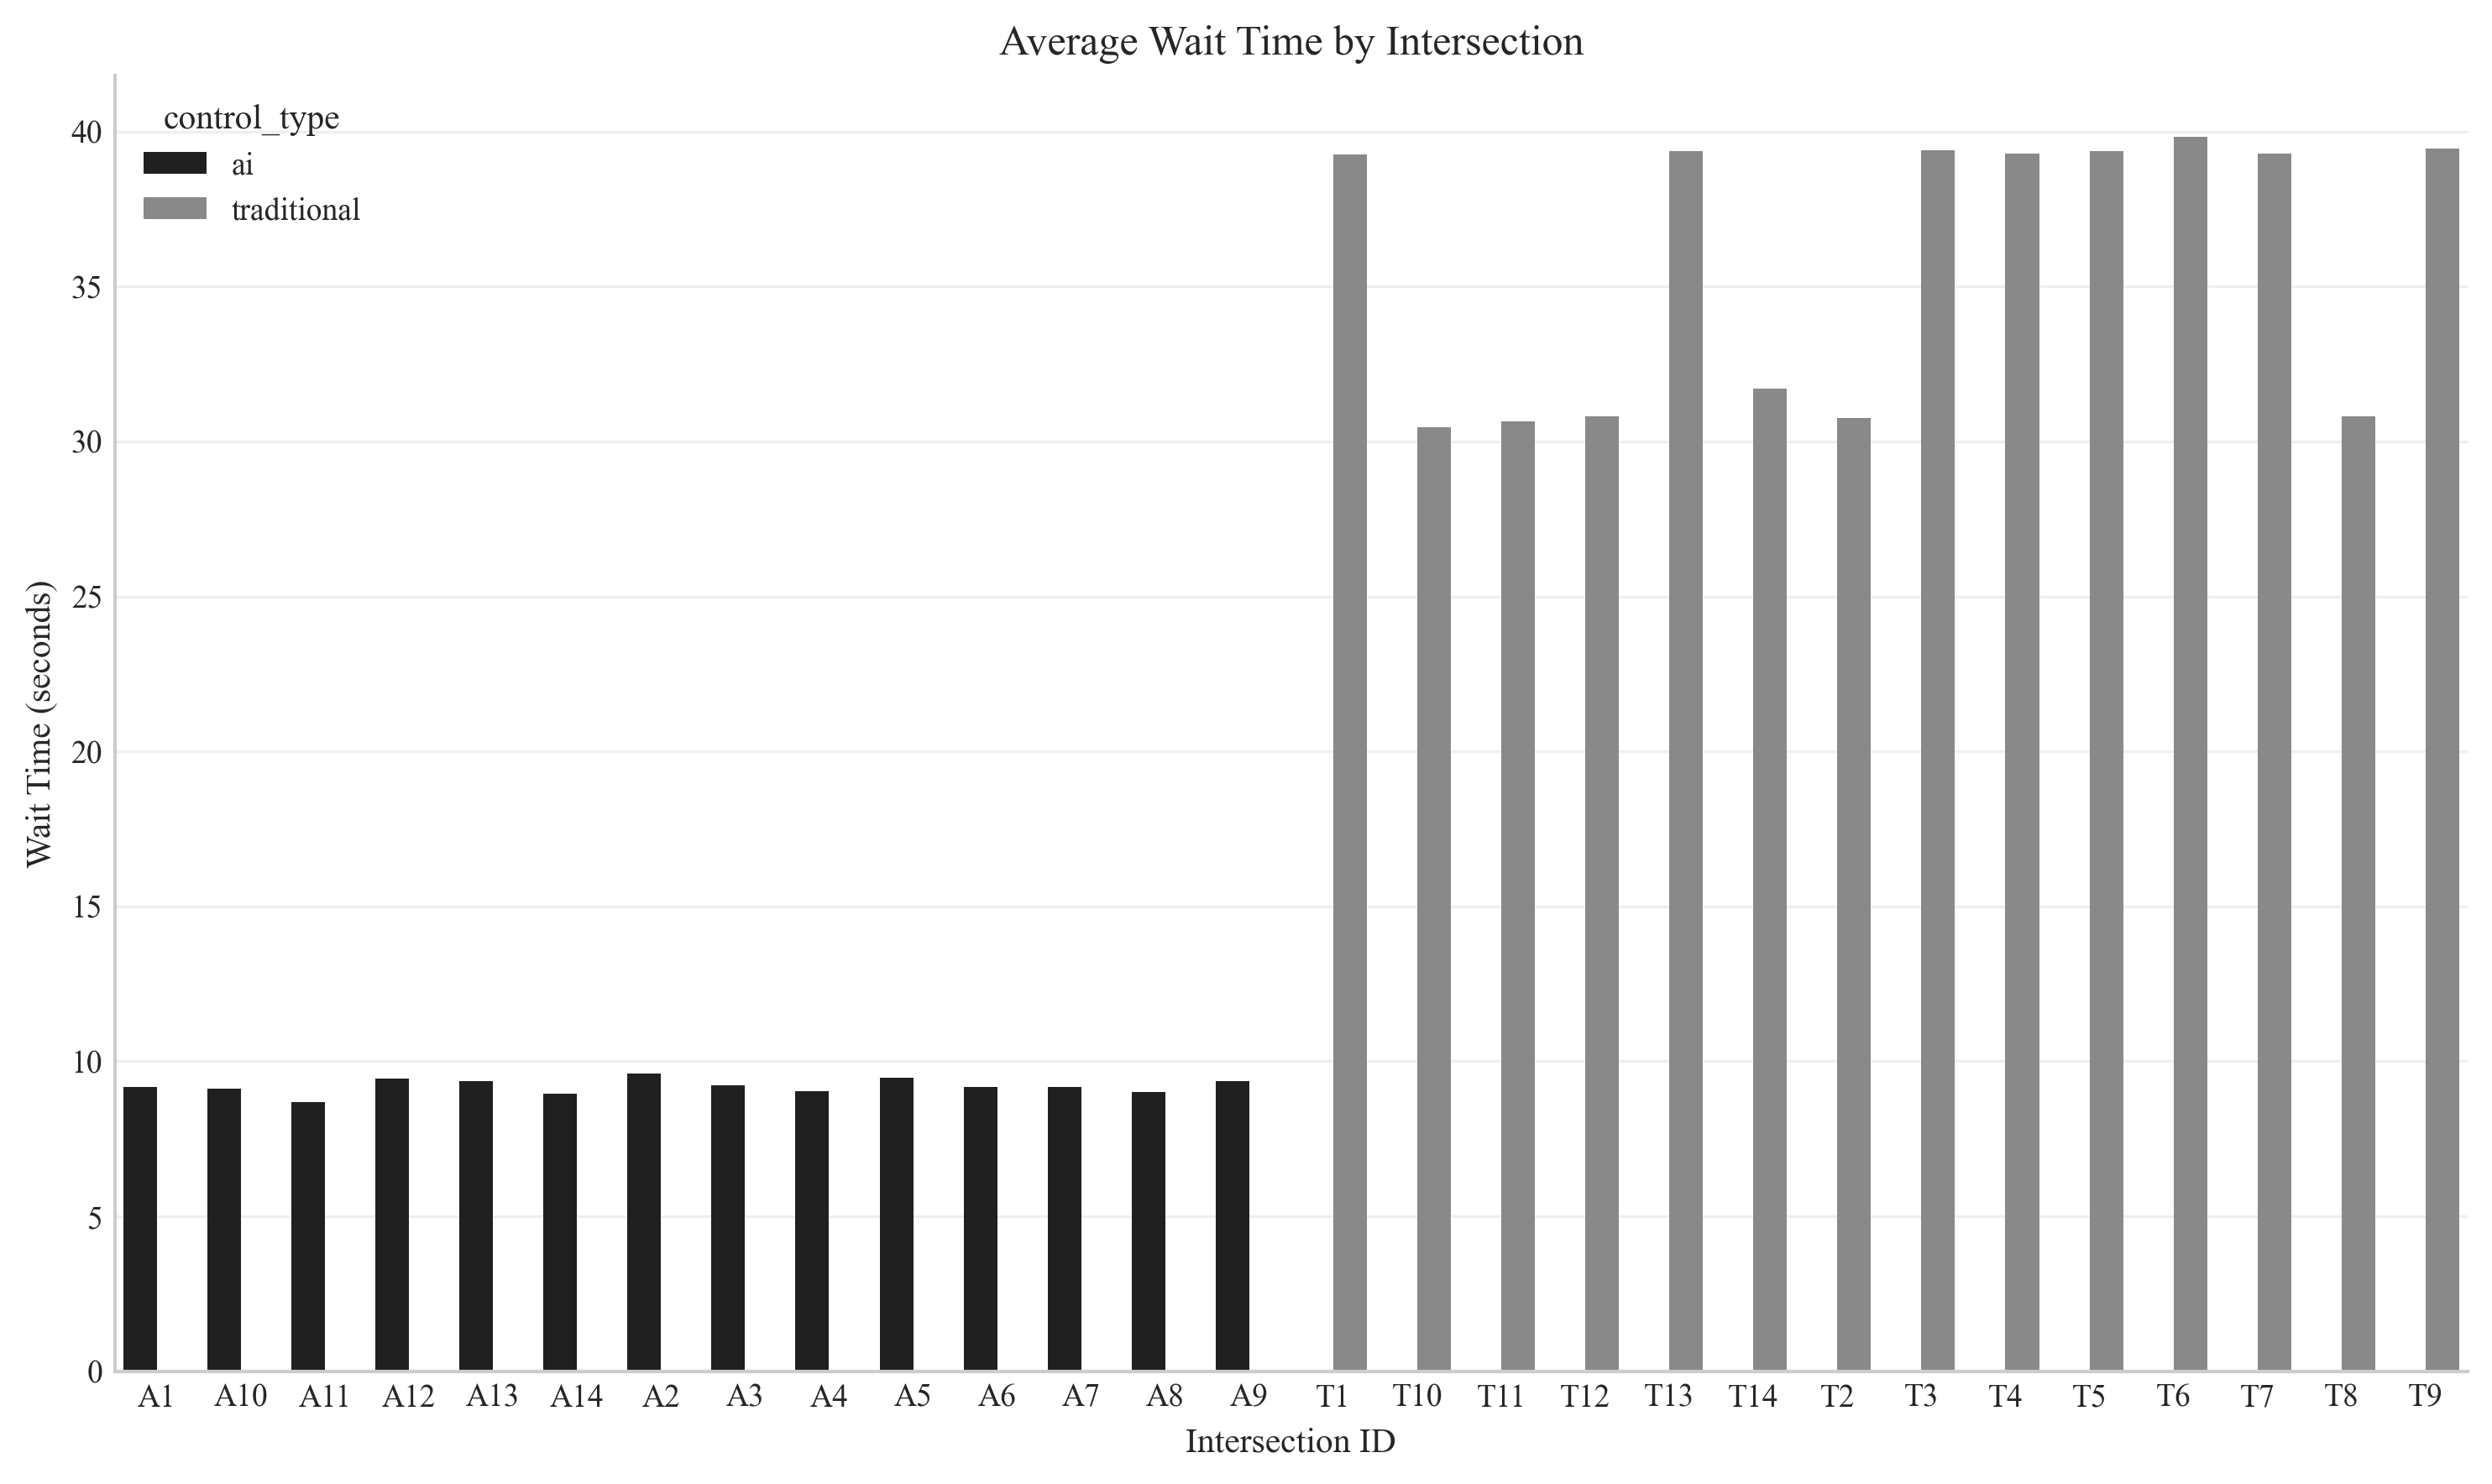 Average Wait Time by Intersection
control_type
ai
traditional
40
35
30
25
20
15
10
5
0
Wait Time (seconds)
A1 A10 A11 A12 A13 A14 A2 A3 A4 A5 A6 A7 A8 A9 T1 T10 T11 T12 T13 T14 T2 T3 T4 T5 T6 T7 T8 T9
Intersection ID